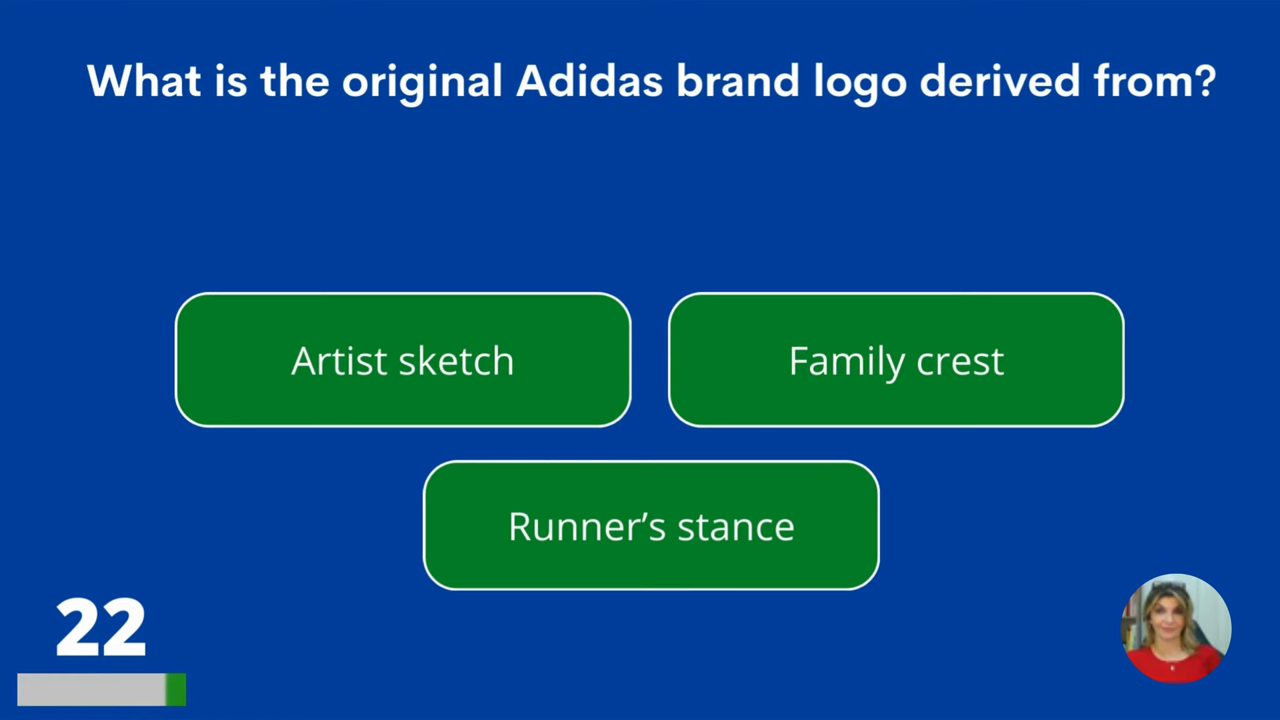 What is the original Adidas brand logo derived from?
Artist sketch
Family crest
Runner’s stance
22